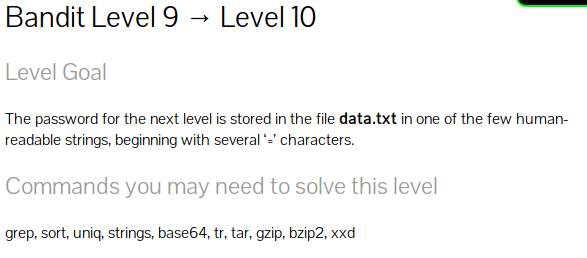 Bandit Level 9 → Level 10
Level Goal
The password for the next level is stored in the file data.txt in one of the few human-
readable strings, beginning with several ‘=’ characters.
Commands you may need to solve this level
grep, sort, uniq, strings, base64, tr, tar, gzip, bzip2, xxd